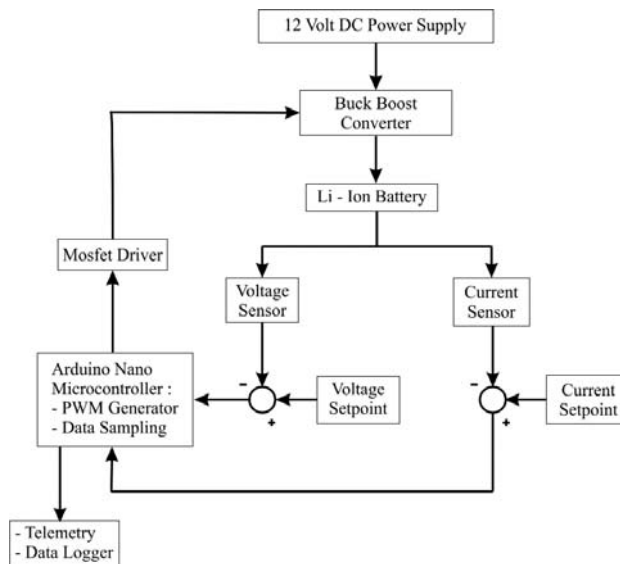 12 Volt DC Power Supply
Buck Boost
Converter
Li - Ion Battery
Mosfet Driver
Voltage
Sensor
Current
Sensor
Arduino Nano
Microcontroller :
- PWM Generator
- Data Sampling
-
+
Voltage
Setpoint
-
+
Current
Setpoint
- Telemetry
- Data Logger